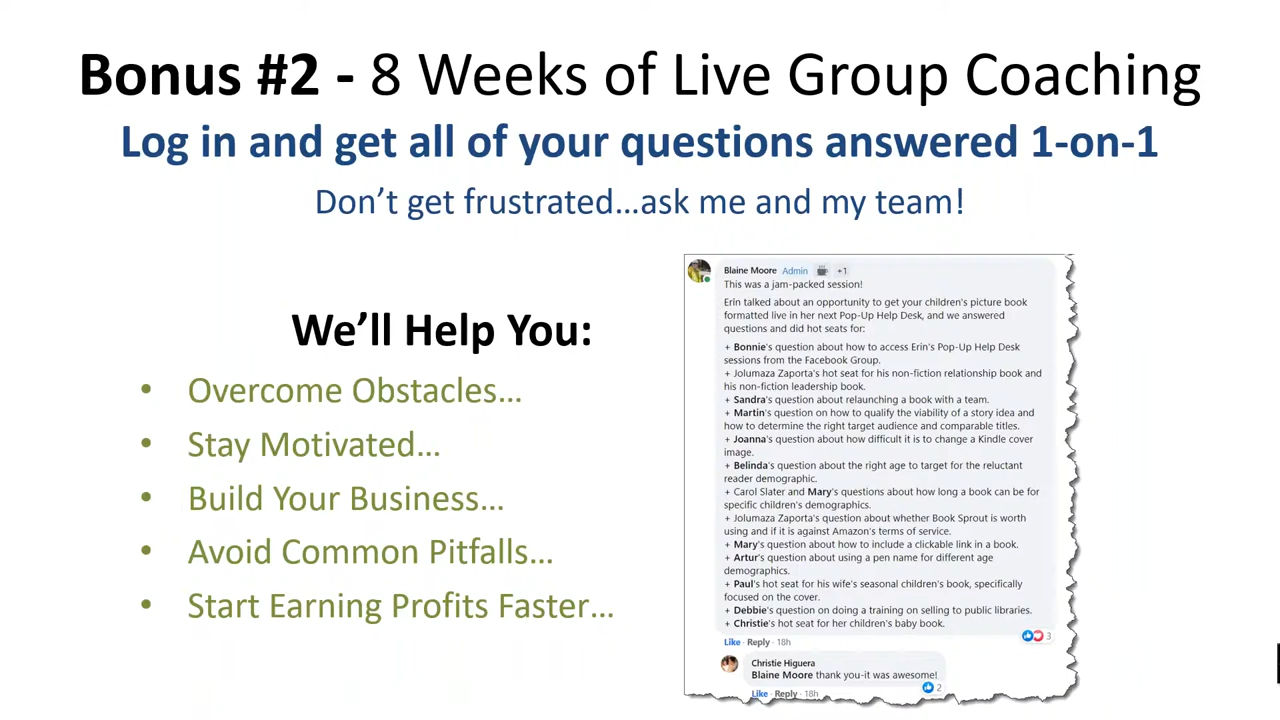 Bonus #2 - 8 Weeks of Live Group Coaching
Log in and get all of your questions answered 1-on-1
Don’t get frustrated…ask me and my team!
We’ll Help You:
• Overcome Obstacles…
• Stay Motivated…
• Build Your Business…
• Avoid Common Pitfalls…
• Start Earning Profits Faster…
Blaine Moore Admin +1
This was a jam-packed session!
Erin talked about an opportunity to get your children's picture book
formatted live in her next Pop-Up Help Desk, and we answered
questions and did hot seats for:
+ Bonnie's question about how to access Erin's Pop-Up Help Desk
sessions from the Facebook Group.
+ Jolumaza Zaporta's hot seat for his non-fiction relationship book and
his non-fiction leadership book.
+ Sandra's question about relaunching a book with a team.
+ Martin's question on how to qualify the viability of a story idea and
how to determine the right target audience and comparable titles.
+ Joanna's question about how difficult it is to change a Kindle cover
image.
+ Belinda's question about the right age to target for the reluctant
reader demographic.
+ Carol Slater and Mary's questions about how long a book can be for
specific children's demographics.
+ Jolumaza Zaporta's question about whether Book Sprout is worth
using and if it is against Amazon's terms of service.
+ Mary's question about how to include a clickable link in a book.
+ Artur's question about using a pen name for different age
demographics.
+ Paul's hot seat for his wife's seasonal children's book, specifically
focused on the cover.
+ Debbie's question on doing a training on selling to public libraries.
+ Christie's hot seat for her children's baby book.
3
Like · Reply · 18h
Christie Higuera
Blaine Moore thank you-it was awesome!
2
Like · Reply · 18h